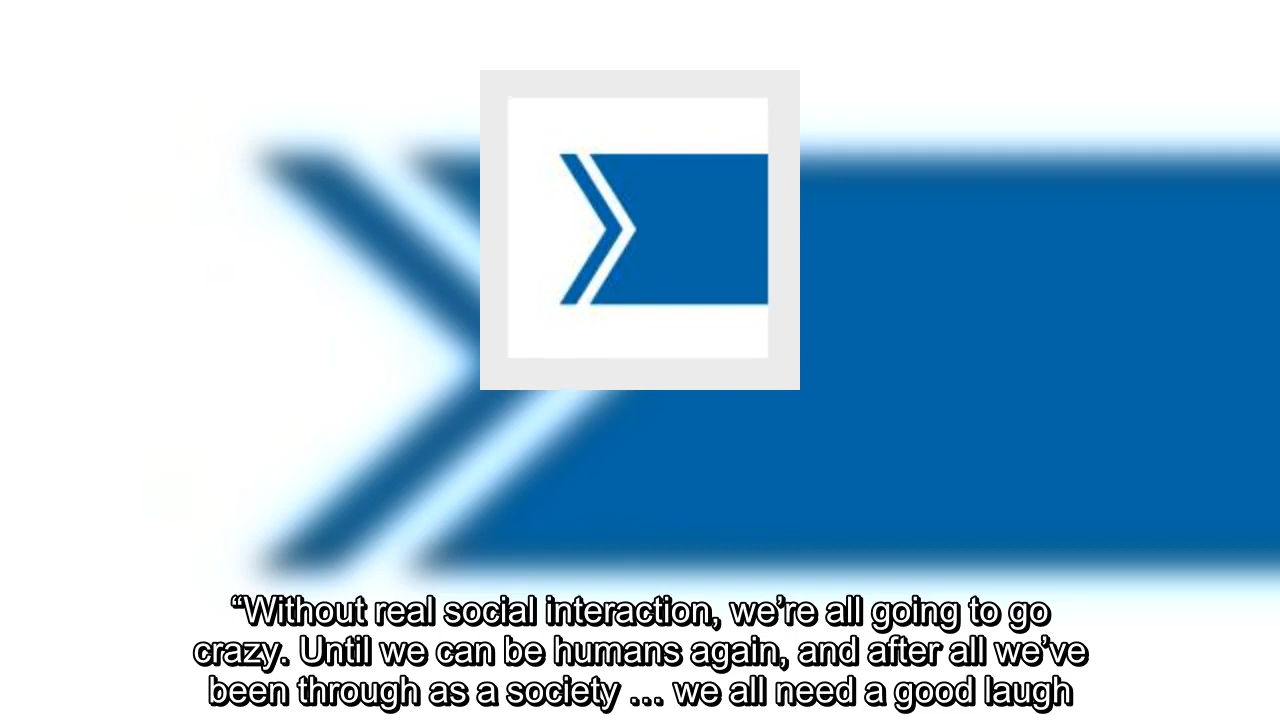 “Without real social interaction, we’re all going to go
crazy. Until we can be humans again, and after all we’ve
been through as a society … we all need a good laugh